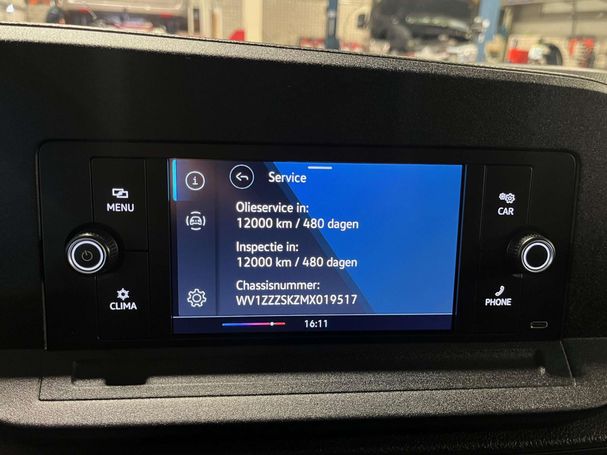 MENU
CLIMA
Service
Olieservice in:
12000 km / 480 dagen
Inspectie in:
12000 km / 480 dagen
Chassisnummer:
WV1ZZZSKZMX019517
16:11
CAR
PHONE